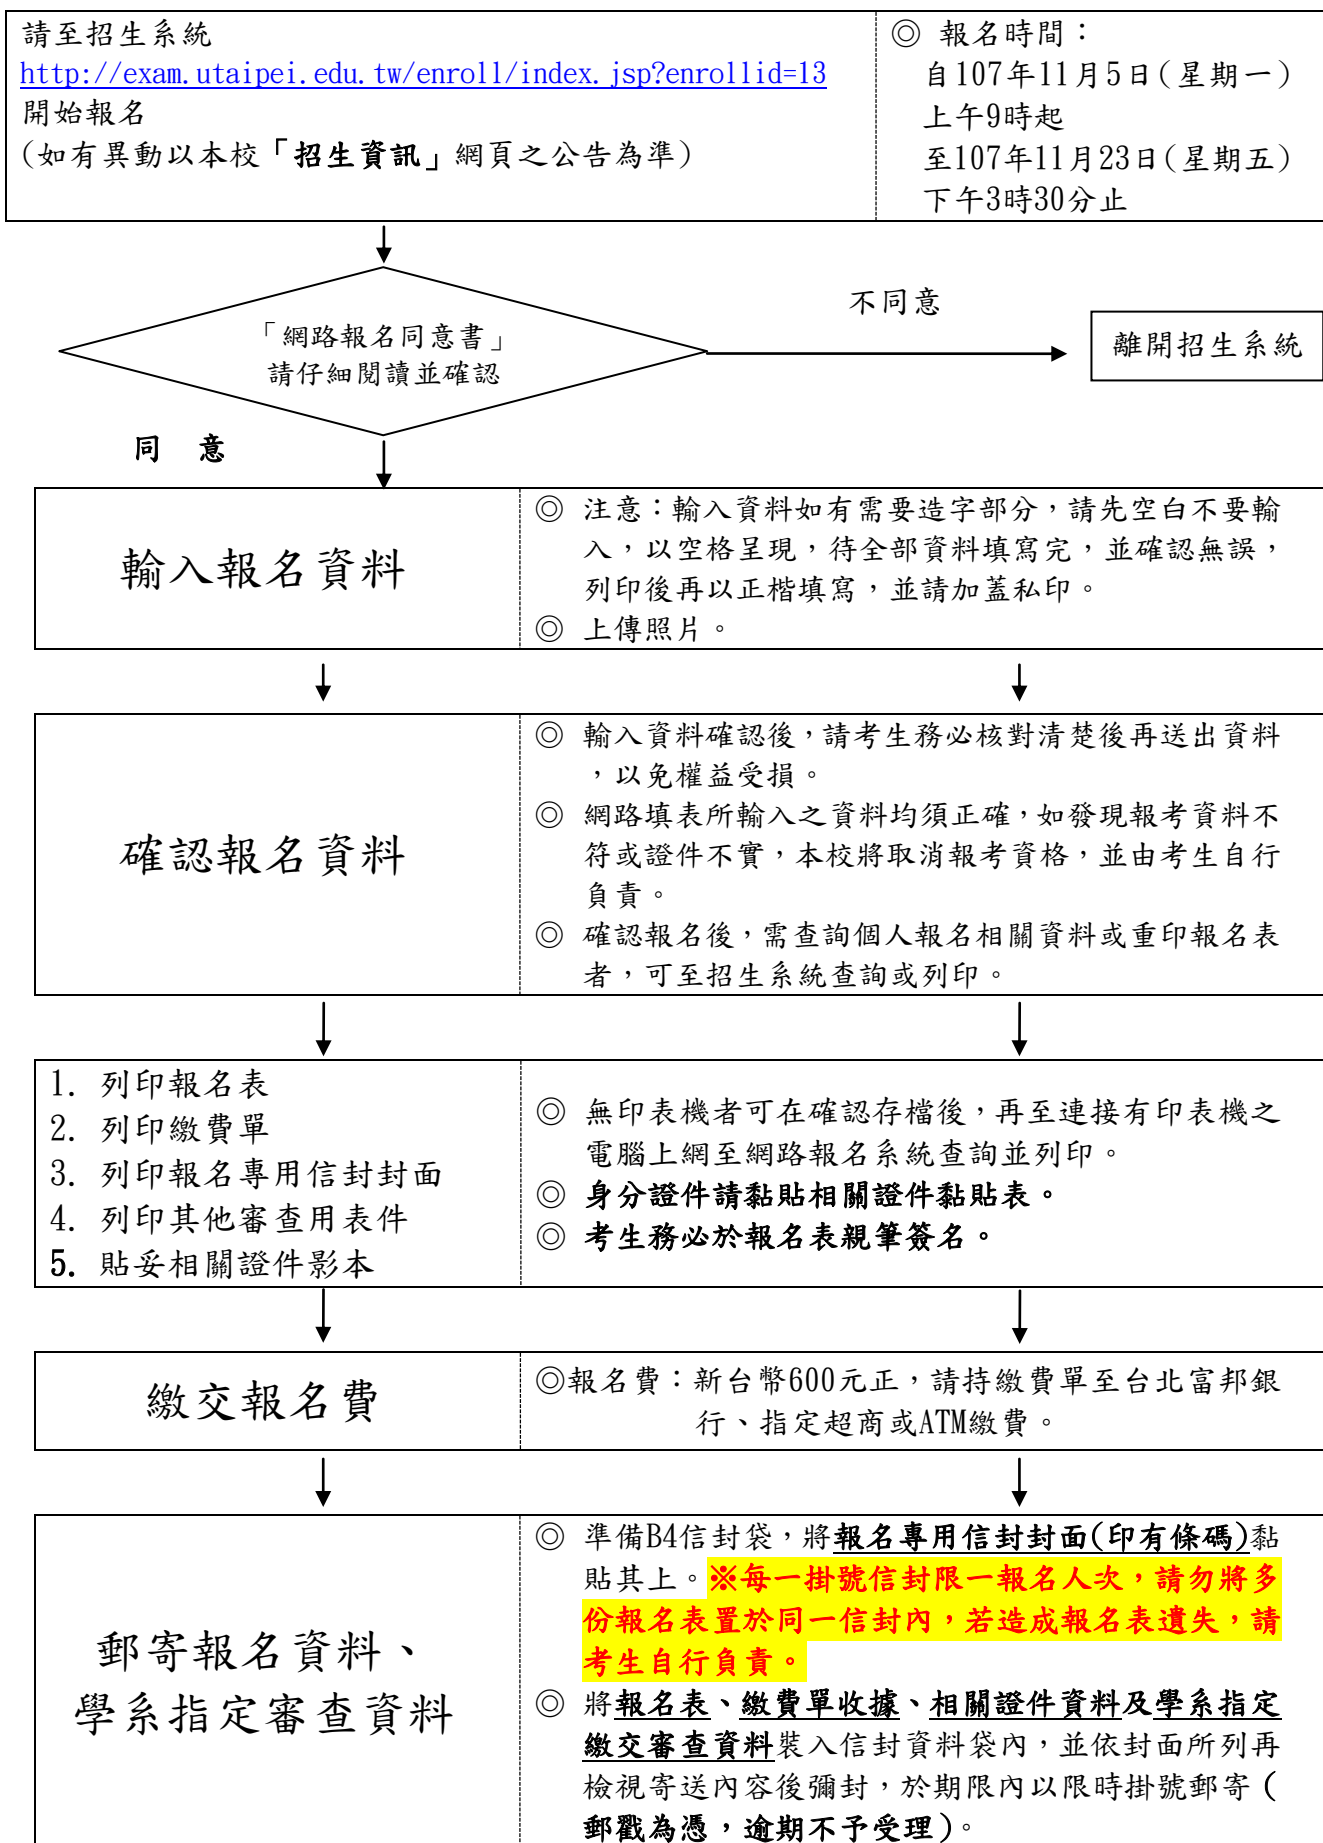 請至招生系統
http://exam.utaipei.edu.tw/enroll/index.jsp?enrollid=13
開始報名
(如有異動以本校「招生資訊」網頁之公告為準)
◎ 報名時間：
自107年11月5日(星期一)
上午9時起
至107年11月23日(星期五)
下午3時30分止
「網路報名同意書」
請仔細閱讀並確認
不同意
離開招生系統
同 意
輸入報名資料
◎ 注意：輸入資料如有需要造字部分，請先空白不要輸
入，以空格呈現，待全部資料填寫完，並確認無誤，
列印後再以正楷填寫，並請加蓋私印。
◎ 上傳照片。
確認報名資料
◎ 輸入資料確認後，請考生務必核對清楚後再送出資料
，以免權益受損。
◎ 網路填表所輸入之資料均須正確，如發現報考資料不
符或證件不實，本校將取消報考資格，並由考生自行
負責。
◎ 確認報名後，需查詢個人報名相關資料或重印報名表
者，可至招生系統查詢或列印。
1. 列印報名表
2. 列印繳費單
3. 列印報名專用信封封面
4. 列印其他審查用表件
5. 貼妥相關證件影本
◎ 無印表機者可在確認存檔後，再至連接有印表機之
電腦上網至網路報名系統查詢並列印。
◎ 身分證件請黏貼相關證件黏貼表。
◎ 考生務必於報名表親筆簽名。
繳交報名費
◎報名費：新台幣600元正，請持繳費單至台北富邦銀
行、指定超商或ATM繳費。
郵寄報名資料、
學系指定審查資料
◎ 準備B4信封袋，將報名專用信封封面(印有條碼)黏
貼其上。※每一掛號信封限一報名人次，請勿將多
份報名表置於同一信封內，若造成報名表遺失，請
考生自行負責。
◎ 將報名表、繳費單收據、相關證件資料及學系指定
繳交審查資料裝入信封資料袋內，並依封面所列再
檢視寄送內容後彌封，於期限內以限時掛號郵寄(
郵戳為憑，逾期不予受理)。